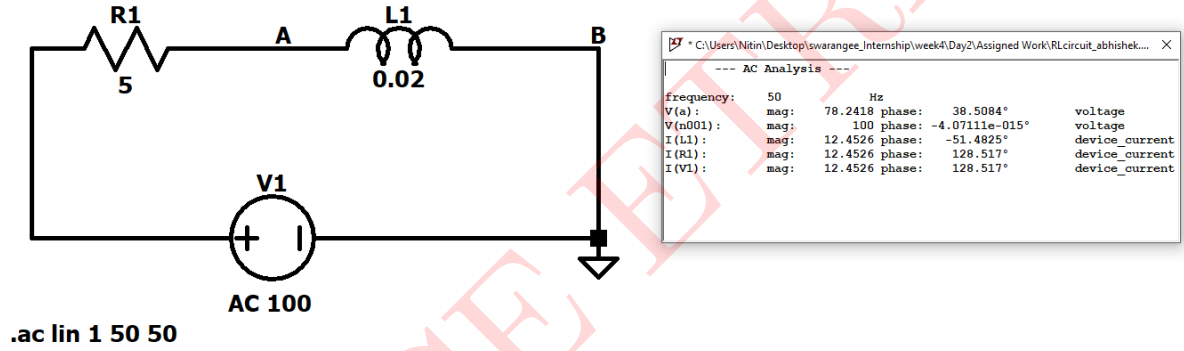 R1
L1
A
B
5
0.02
V1
AC 100
.ac lin 1 50 50
* C:\Users\Nitin\Desktop\swarangee_Internship\week4\Day2\Assigned Work\RLcircuit_abhishek....
--- AC Analysis ---
frequency: 50 Hz
V(a): mag: 78.2418 phase: 38.5084° voltage
V(n001): mag: 100 phase: -4.07111e-015° voltage
I(L1): mag: 12.4526 phase: -51.4825° device_current
I(R1): mag: 12.4526 phase: 128.517° device_current
I(V1): mag: 12.4526 phase: 128.517° device_current